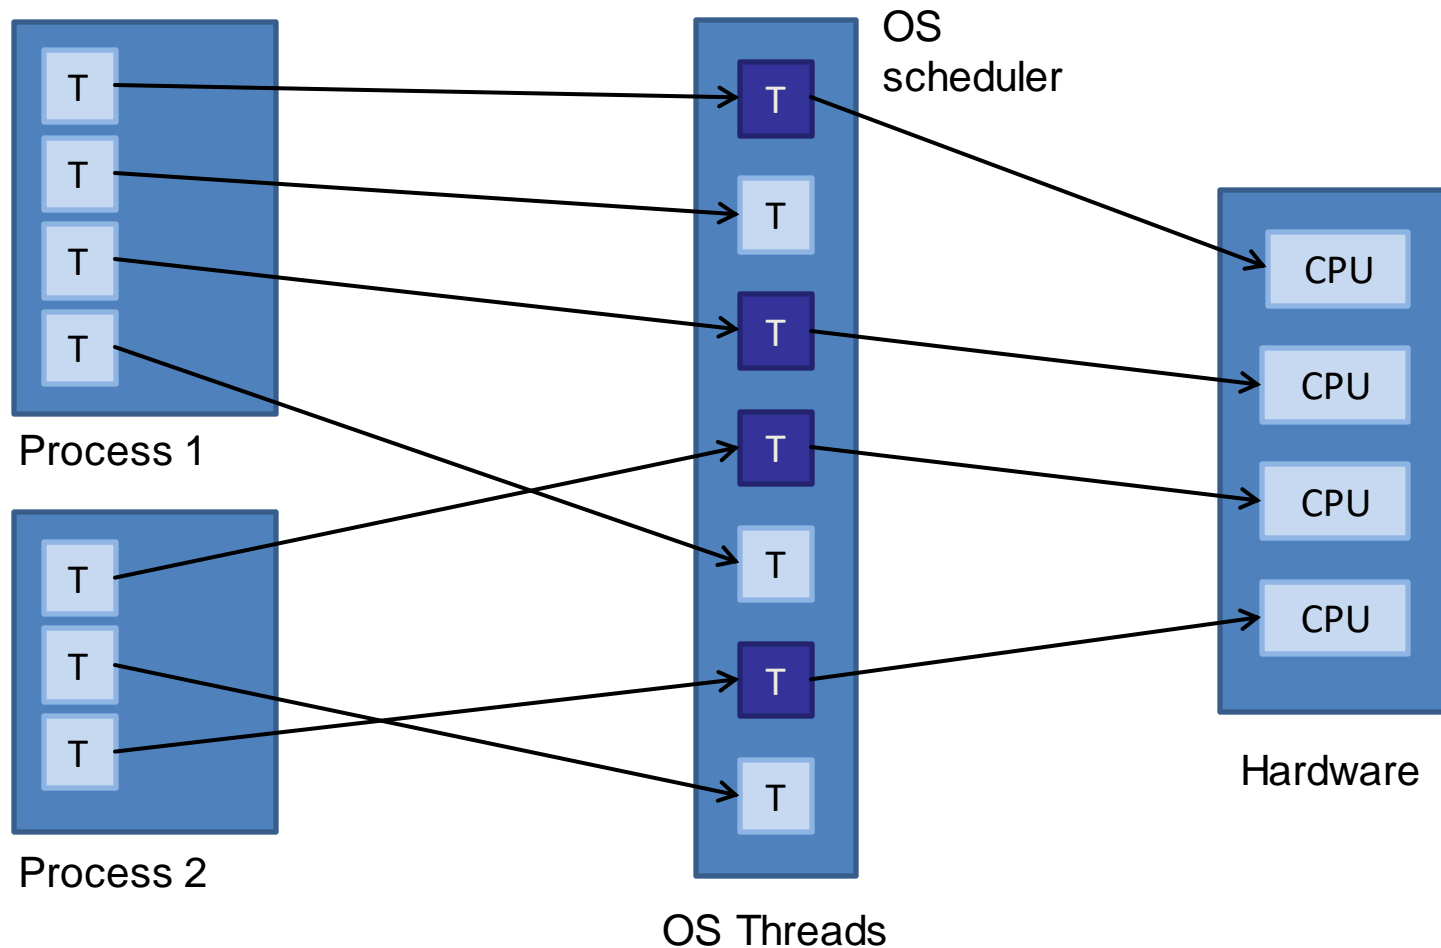 T
T
T
T
Process 1
T
T
T
Process 2
OS
scheduler
T
T
T
T
T
T
T
OS Threads
CPU
CPU
CPU
CPU
Hardware